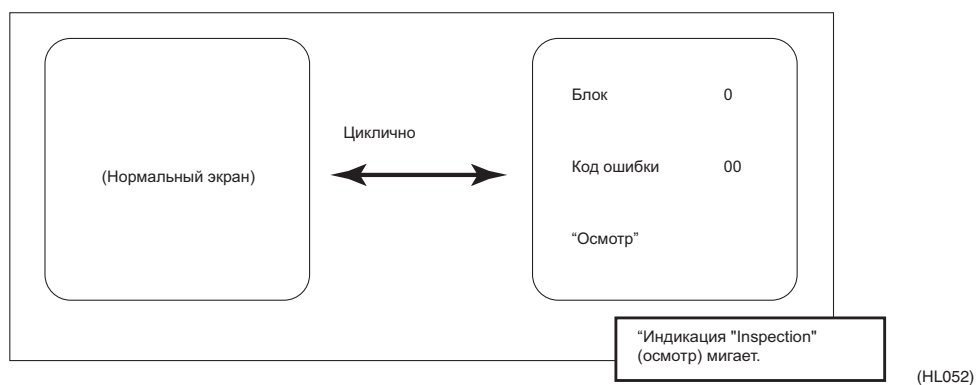 (Нормальный экран)
Циклично
Блок 0
Код ошибки 00
“Осмотр”
“Индикация "Inspection"
(осмотр) мигает.
(HL052)